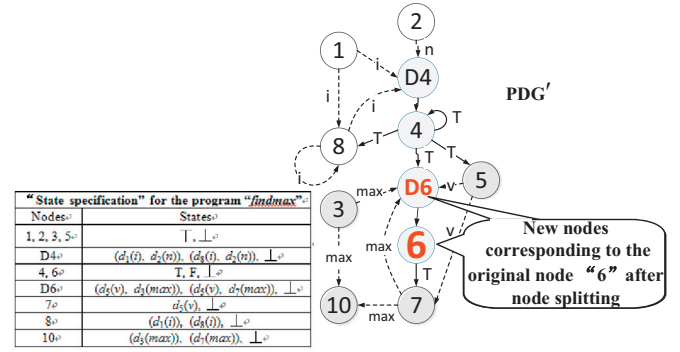 1
2
n
i
D4
PDG′
i
i
4
T
T
8
T
T
i
5
v
D6
max
3
v
6
max
max
T
10
max
7
New nodes
corresponding to the
original node “6” after
node splitting
“State specification” for the program “findmax”
Nodes States
1, 2, 3, 5 T, ⊥
D4 (d₁(i), d₂(n)), (d₈(i), d₂(n)), ⊥
4, 6 T, F, ⊥
D6 (d₅(v), d₃(max)), (d₅(v), d₇(max)), ⊥
7 d₅(v), ⊥
8 (d₁(i)), (d₈(i)), ⊥
10 (d₃(max)), (d₇(max)), ⊥